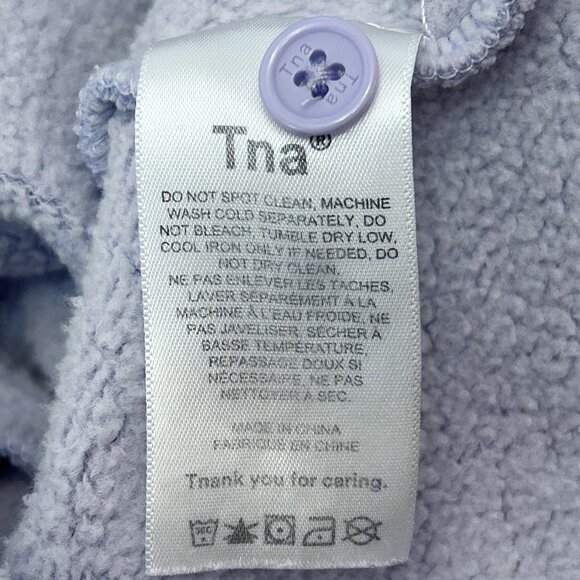 Tna Tna
Tna®
DO NOT SPOT CLEAN, MACHINE
WASH COLD SEPARATELY, DO
NOT BLEACH, TUMBLE DRY LOW,
COOL IRON ONLY IF NEEDED, DO
NOT DRY CLEAN.
NE PAS ENLEVER LES TACHES,
LAVER SÉPARÉMENT À LA
MACHINE À L'EAU FROIDE, NE
PAS JAVELISER, SÉCHER À
BASSE TEMPÉRATURE,
REPASSAGE DOUX SI
NÉCESSAIRE, NE PAS
NETTOYER A SEC.
MADE IN CHINA
FABRIQUÉ EN CHINE
Thank you for caring.